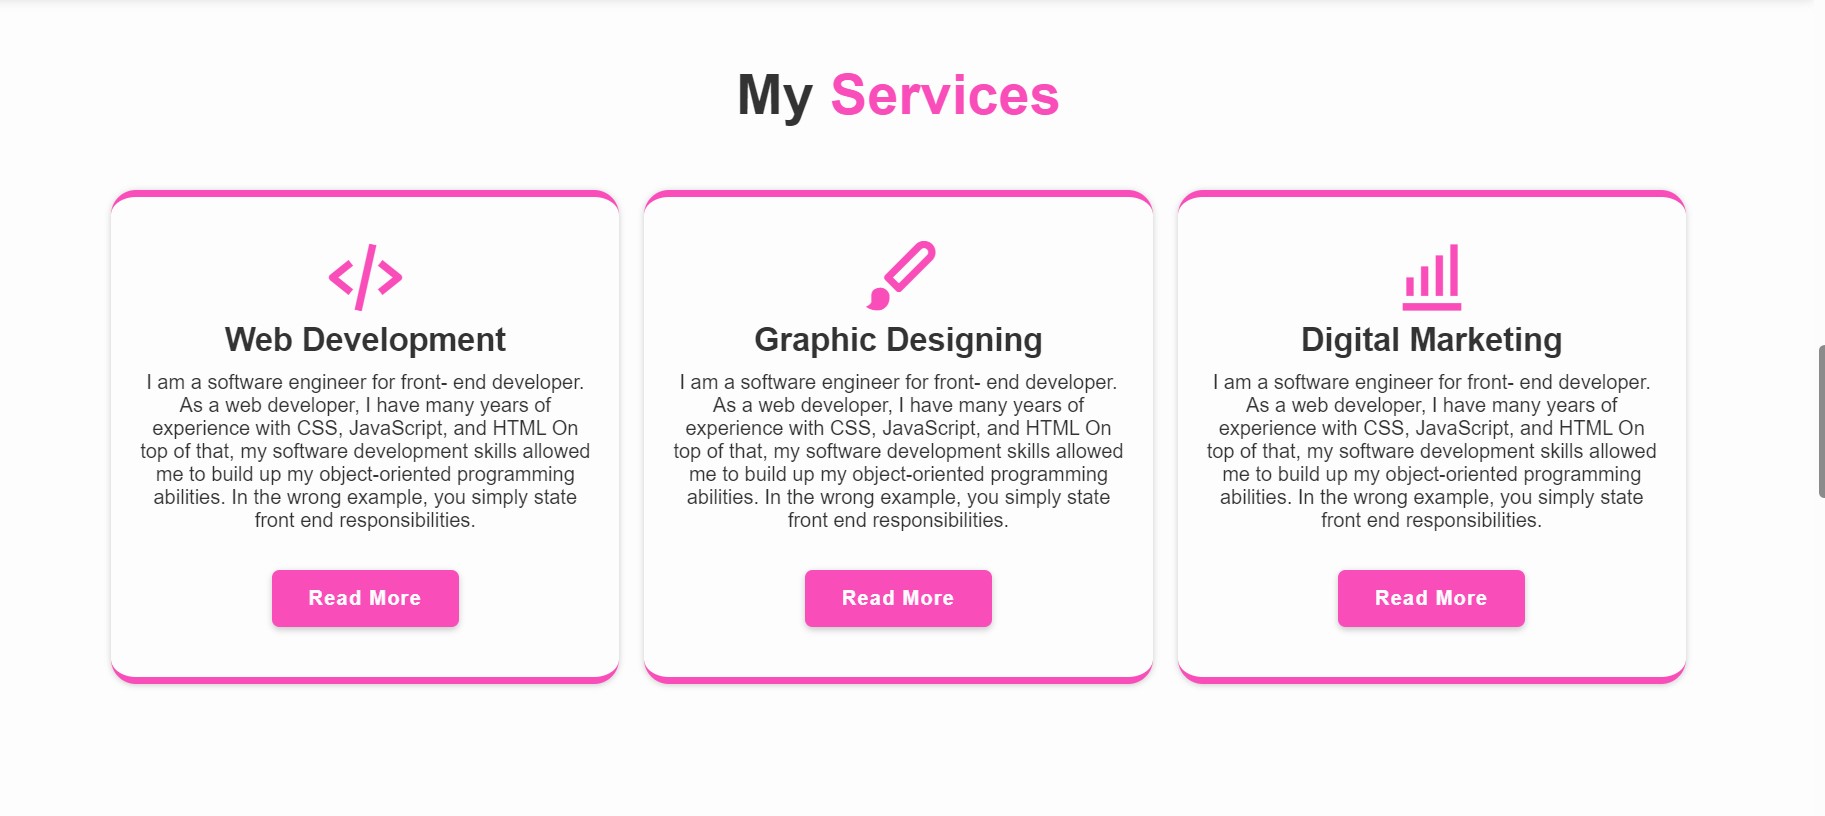 My Services
Web Development
I am a software engineer for front- end developer.
As a web developer, I have many years of
experience with CSS, JavaScript, and HTML On
top of that, my software development skills allowed
me to build up my object-oriented programming
abilities. In the wrong example, you simply state
front end responsibilities.
Read More
Graphic Designing
I am a software engineer for front- end developer.
As a web developer, I have many years of
experience with CSS, JavaScript, and HTML On
top of that, my software development skills allowed
me to build up my object-oriented programming
abilities. In the wrong example, you simply state
front end responsibilities.
Read More
Digital Marketing
I am a software engineer for front- end developer.
As a web developer, I have many years of
experience with CSS, JavaScript, and HTML On
top of that, my software development skills allowed
me to build up my object-oriented programming
abilities. In the wrong example, you simply state
front end responsibilities.
Read More